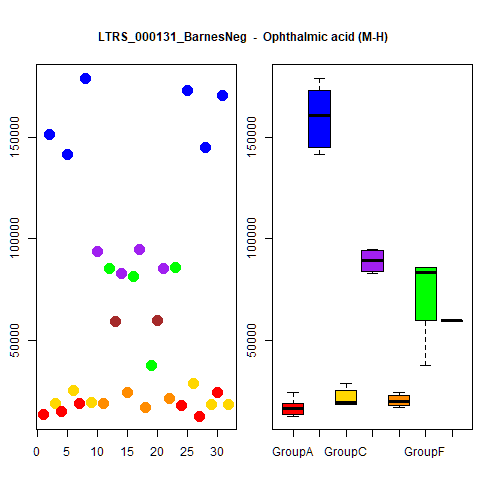 LTRS_000131_BarnesNeg - Ophthalmic acid (M-H)
150000
100000
50000
0 5 10 15 20 25 30
150000
100000
50000
GroupA GroupC GroupF